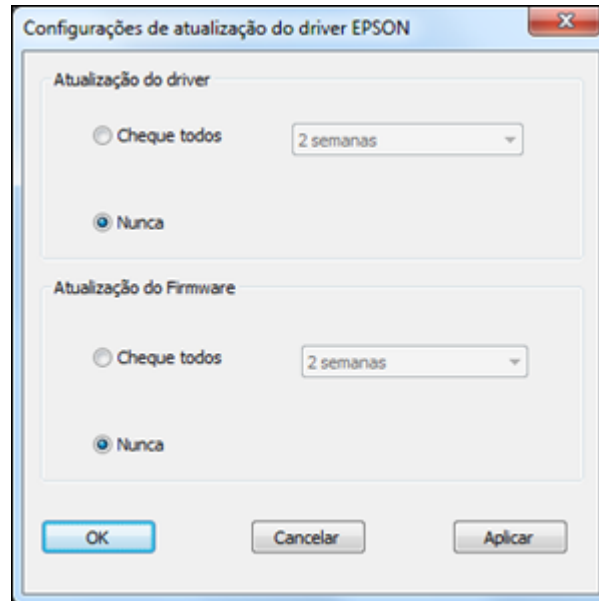 Configurações de atualização do driver EPSON
Atualização do driver
Cheque todos 2 semanas
Nunca
Atualização do Firmware
Cheque todos 2 semanas
Nunca
OK Cancelar Aplicar